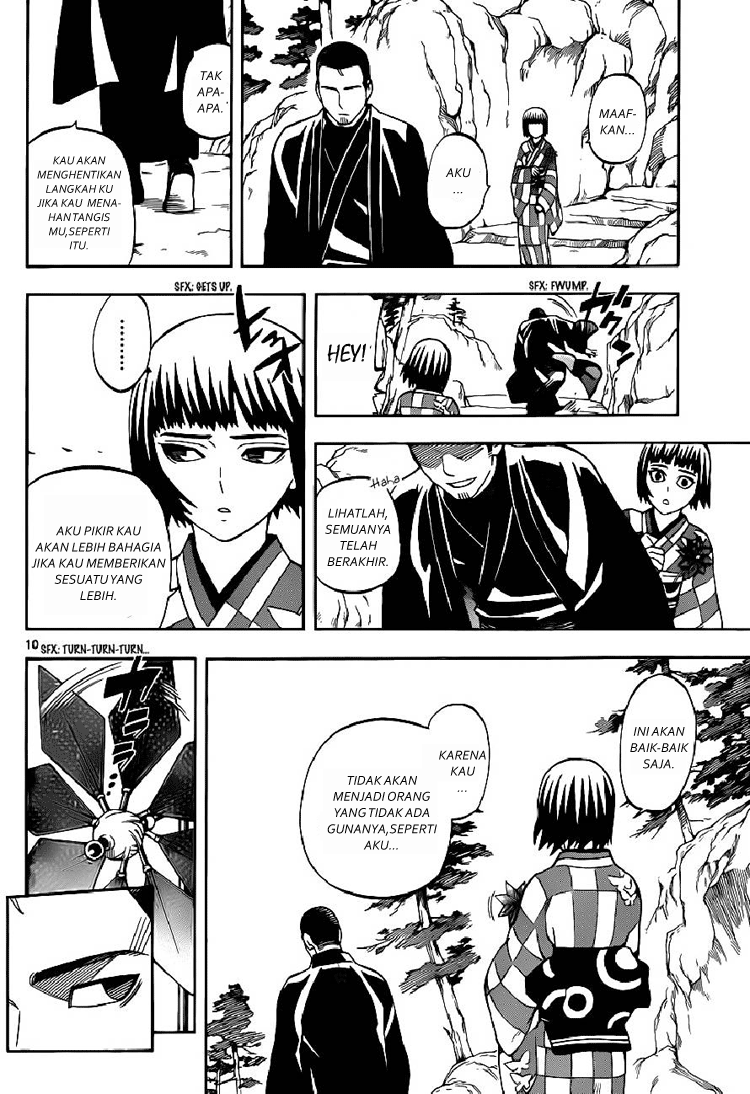 MAAF-
KAN...
AKU
...
TAK
APA-
APA.
KAU AKAN
MENGHENTIKAN
LANGKAH KU
JIKA KAU MENA-
HAN TANGIS
MU,SEPERTI
ITU.
SFX: FWUMP.
HEY!
SFX: GETS UP.
.........
AKU PIKIR KAU
AKAN LEBIH BAHAGIA
JIKA KAU MEMBERIKAN
SESUATU YANG
LEBIH.
Haha
LIHATLAH,
SEMUANYA
TELAH
BERAKHIR.
10
SFX: TURN-TURN-TURN...
INI AKAN
BAIK-BAIK
SAJA.
KARENA
KAU
...
TIDAK AKAN
MENJADI ORANG
YANG TIDAK ADA
GUNANYA,SEPERTI
AKU...